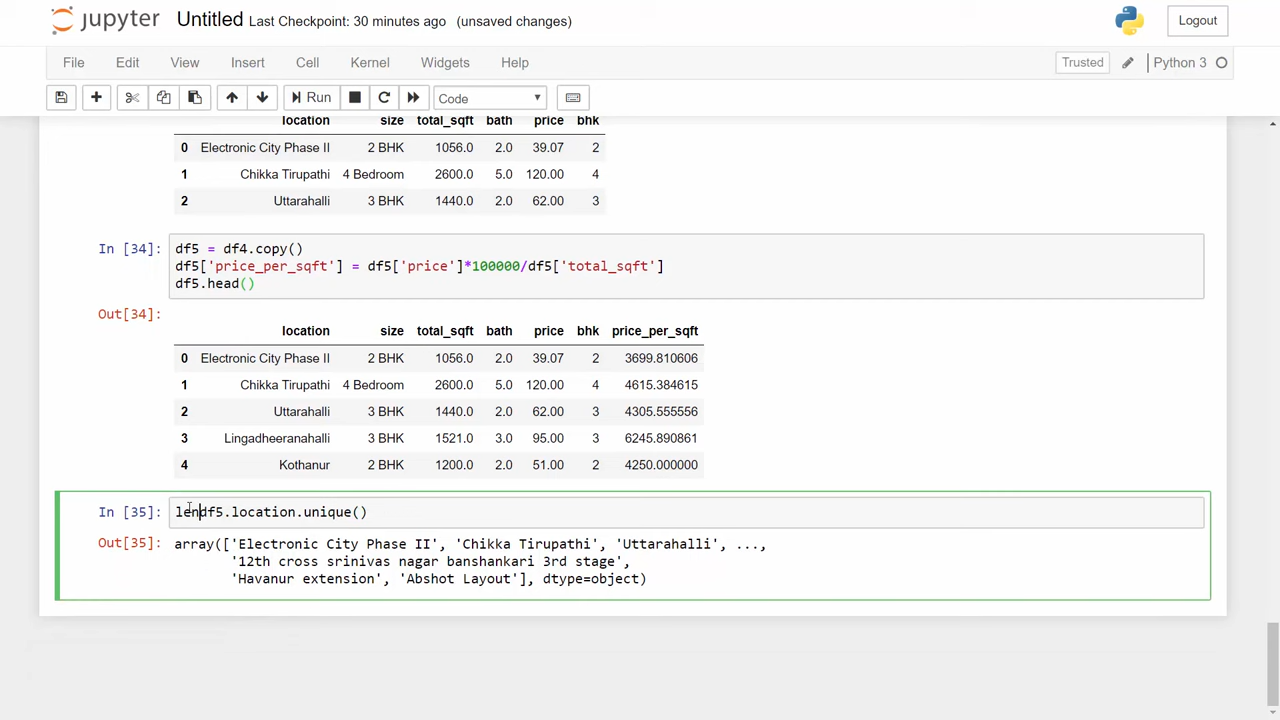 jupyter Untitled Last Checkpoint: 30 minutes ago (unsaved changes) Logout
File Edit View Insert Cell Kernel Widgets Help Trusted Python 3
Run Code
location size total_sqft bath price bhk
0 Electronic City Phase II 2 BHK 1056.0 2.0 39.07 2
1 Chikka Tirupathi 4 Bedroom 2600.0 5.0 120.00 4
2 Uttarahalli 3 BHK 1440.0 2.0 62.00 3
In [34]: df5 = df4.copy()
df5['price_per_sqft'] = df5['price']*100000/df5['total_sqft']
df5.head()
Out[34]:
location size total_sqft bath price bhk price_per_sqft
0 Electronic City Phase II 2 BHK 1056.0 2.0 39.07 2 3699.810606
1 Chikka Tirupathi 4 Bedroom 2600.0 5.0 120.00 4 4615.384615
2 Uttarahalli 3 BHK 1440.0 2.0 62.00 3 4305.555556
3 Lingadheeranahalli 3 BHK 1521.0 3.0 95.00 3 6245.890861
4 Kothanur 2 BHK 1200.0 2.0 51.00 2 4250.000000
In [35]: lendf5.location.unique()
Out[35]: array(['Electronic City Phase II', 'Chikka Tirupathi', 'Uttarahalli', ...,
'12th cross srinivas nagar banshankari 3rd stage',
'Havanur extension', 'Abshot Layout'], dtype=object)